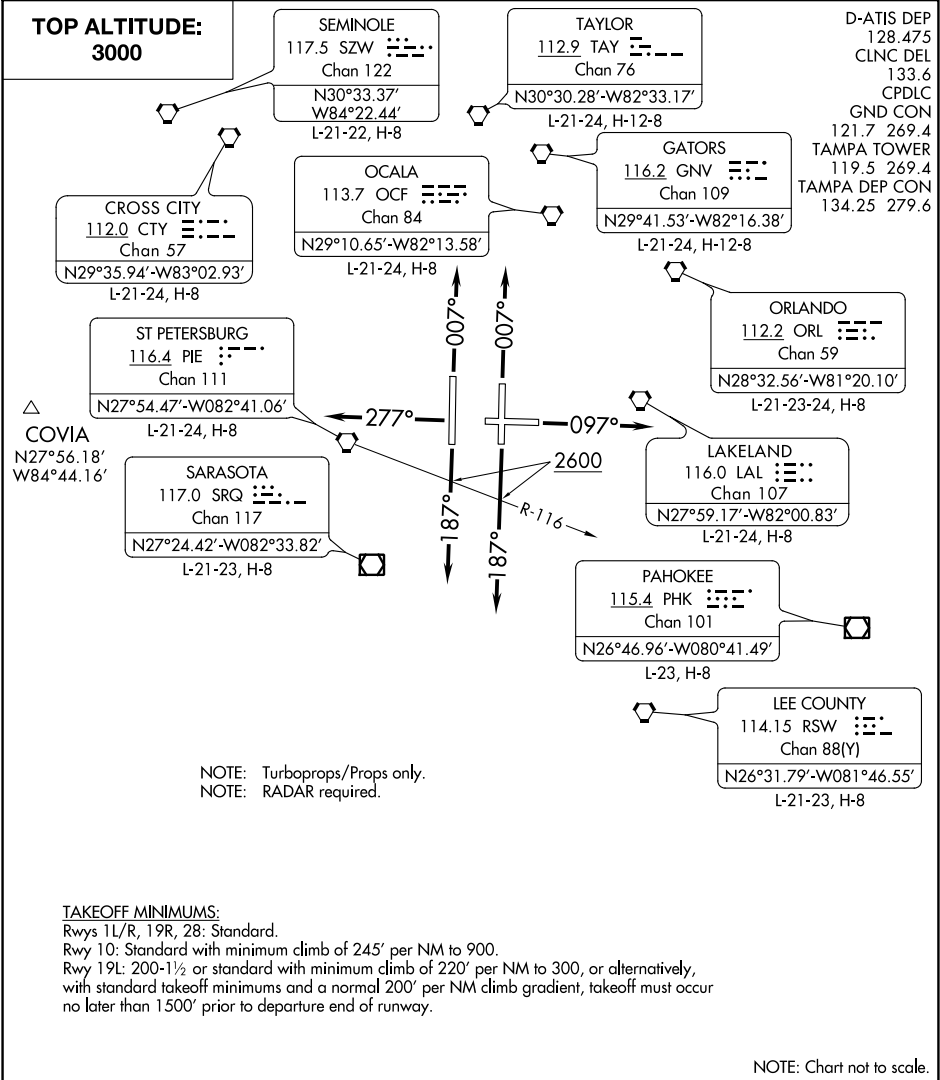 TOP ALTITUDE:
3000
SEMINOLE
117.5 SZW
Chan 122
N30°33.37'
W84°22.44'
L-21-22, H-8
TAYLOR
112.9 TAY
Chan 76
N30°30.28'-W82°33.17'
L-21-24, H-12-8
D-ATIS DEP
128.475
CLNC DEL
133.6
CPDLC
GND CON
121.7 269.4
TAMPA TOWER
119.5 269.4
TAMPA DEP CON
134.25 279.6
CROSS CITY
112.0 CTY
Chan 57
N29°35.94'-W83°02.93'
L-21-24, H-8
OCALA
113.7 OCF
Chan 84
N29°10.65'-W82°13.58'
L-21-24, H-8
GATORS
116.2 GNV
Chan 109
N29°41.53'-W82°16.38'
L-21-24, H-12-8
ORLANDO
112.2 ORL
Chan 59
N28°32.56'-W81°20.10'
L-21-23-24, H-8
ST PETERSBURG
116.4 PIE
Chan 111
N27°54.47'-W082°41.06'
L-21-24, H-8
COVIA
N27°56.18'
W84°44.16'
007°
007°
277°
097°
2600
187°
187°
R-116
LAKELAND
116.0 LAL
Chan 107
N27°59.17'-W82°00.83'
L-21-24, H-8
SARASOTA
117.0 SRQ
Chan 117
N27°24.42'-W082°33.82'
L-21-23, H-8
PAHOKEE
115.4 PHK
Chan 101
N26°46.96'-W080°41.49'
L-23, H-8
LEE COUNTY
114.15 RSW
Chan 88(Y)
N26°31.79'-W081°46.55'
L-21-23, H-8
NOTE: Turboprops/Props only.
NOTE: RADAR required.
TAKEOFF MINIMUMS:
Rwys 1L/R, 19R, 28: Standard.
Rwy 10: Standard with minimum climb of 245' per NM to 900.
Rwy 19L: 200-1½ or standard with minimum climb of 220' per NM to 300, or alternatively,
with standard takeoff minimums and a normal 200' per NM climb gradient, takeoff must occur
no later than 1500' prior to departure end of runway.
NOTE: Chart not to scale.